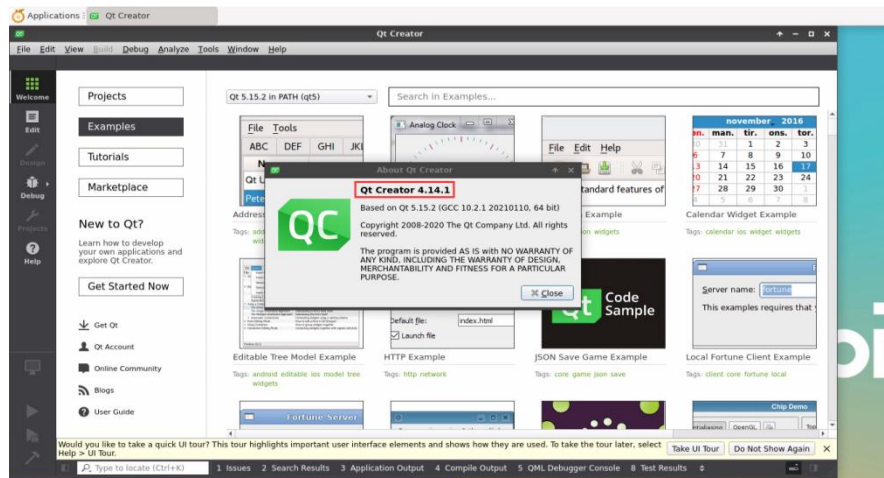 Applications
Qt Creator
Qt Creator
File Edit View Build Debug Analyze Tools Window Help
Welcome
Edit
Design
Debug
Projects
Help
Projects
Examples
Tutorials
Marketplace
New to Qt?
Learn how to develop
your own applications and
explore Qt Creator.
Get Started Now
Get Qt
Qt Account
Online Community
Blogs
User Guide
Qt 5.15.2 in PATH (qt5)
Search in Examples...
File Tools
ABC DEF GHI JKL
Analog Clock
File Edit Help
tandard features of
november 2016
man. tir. ons. tor.
31 1 2 3
6 7 8 9 10
14 15 16 17
20 21 22 23 24
27 28 29 30 1
4 5 6 7 8
Calendar Widget Example
Tags: calendar ios widget widgets
About Qt Creator
Qt Creator 4.14.1
Based on Qt 5.15.2 (GCC 10.2.1 20210110, 64 bit)
Copyright 2008-2020 The Qt Company Ltd. All rights
reserved.
The program is provided AS IS with NO WARRANTY OF
ANY KIND, INCLUDING THE WARRANTY OF DESIGN,
MERCHANTABILITY AND FITNESS FOR A PARTICULAR
PURPOSE.
Close
QC
Example
widgets
Default file: index.html
Launch file
Qt Code
Sample
Server name: fortune
This examples requires that
Editable Tree Model Example
Tags: android editable ios model tree
widgets
HTTP Example
Tags: http network
JSON Save Game Example
Tags: core game json save
Local Fortune Client Example
Tags: client core fortune local
Fortune Server
Chip Demo
OpenGL
Would you like to take a quick UI tour? This tour highlights important user interface elements and shows how they are used. To take the tour later, select
Help > UI Tour.
Take UI Tour
Do Not Show Again
Type to locate (Ctrl+K)
1 Issues 2 Search Results 3 Application Output 4 Compile Output 5 QML Debugger Console 8 Test Results